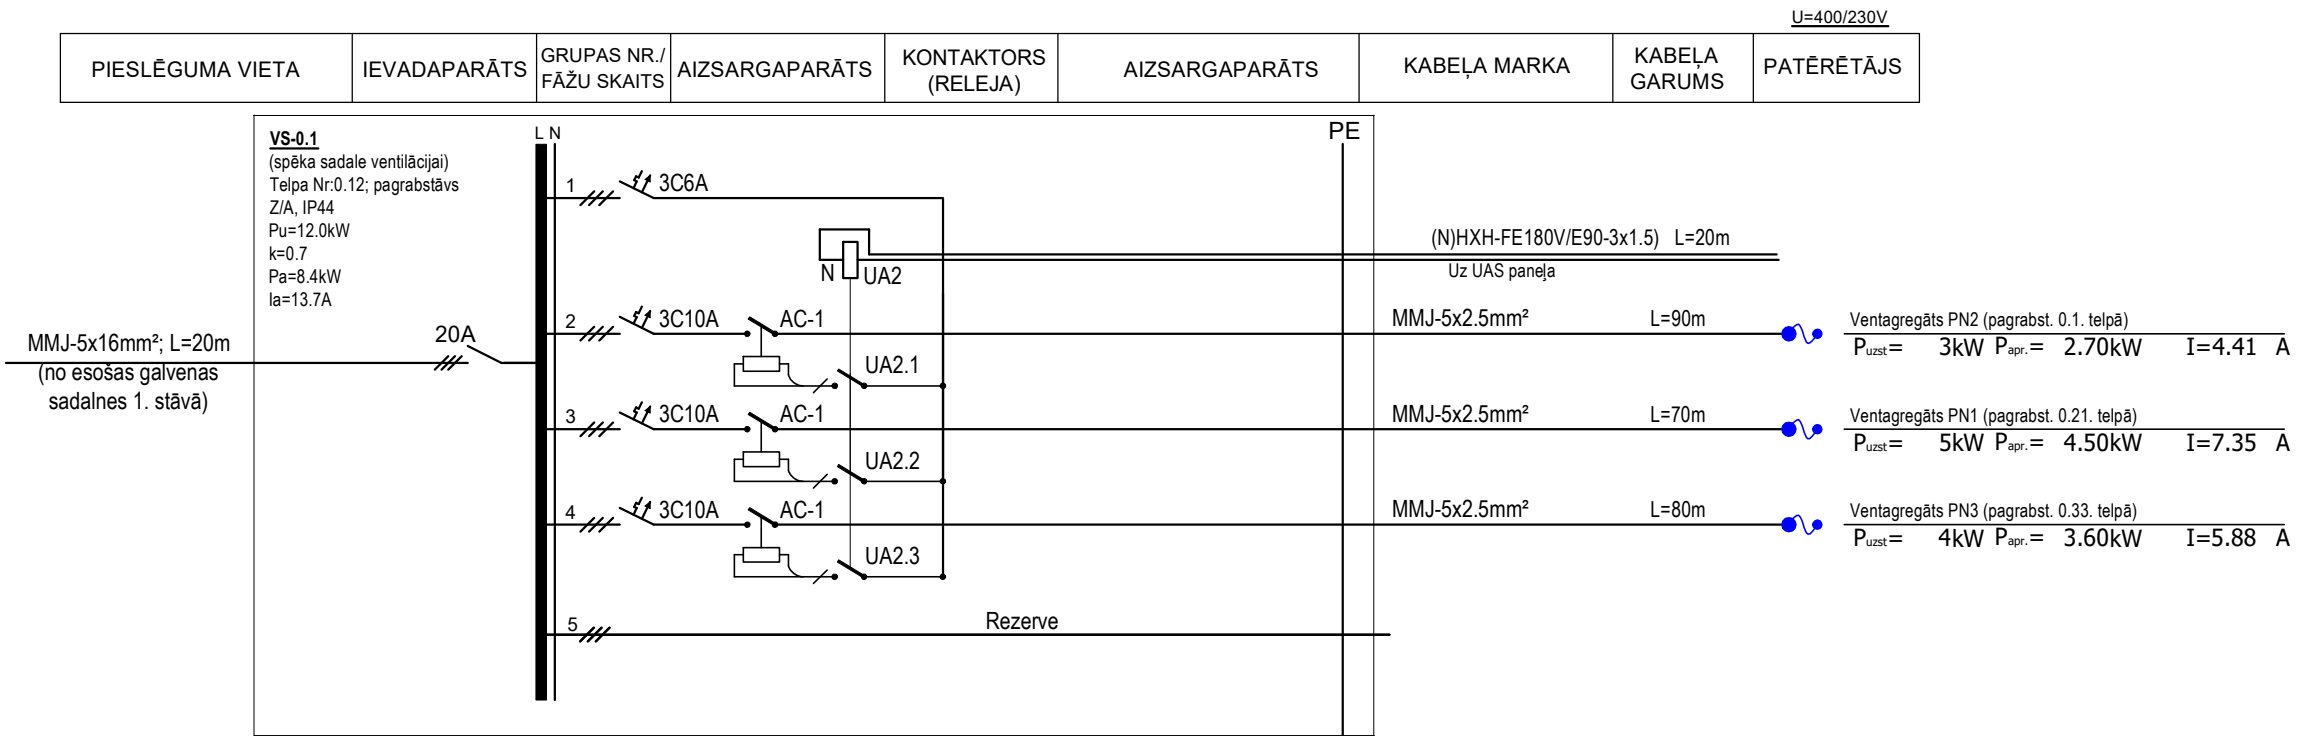 U=400/230V
PIESLĒGUMA VIETA
IEVADAPARĀTS
GRUPAS NR./
FĀŽU SKAITS
AIZSARGAPARĀTS
KONTAKTORS
(RELEJA)
AIZSARGAPARĀTS
KABEĻA MARKA
KABEĻA
GARUMS
PATĒRĒTĀJS
VS-0.1
(spēka sadale ventilācijai)
Telpa Nr:0.12; pagrabstāvs
Z/A, IP44
Pu=12.0kW
k=0.7
Pa=8.4kW
Ia=13.7A
L N
PE
1
3C6A
N
UA2
(N)HXH-FE180V/E90-3x1.5) L=20m
Uz UAS paneļa
MMJ-5x16mm²; L=20m
(no esošas galvenas
sadalnes 1. stāvā)
20A
2
3C10A
AC-1
UA2.1
MMJ-5x2.5mm²
L=90m
Ventagregāts PN2 (pagrabst. 0.1. telpā)
Puzst= 3kW Papr.= 2.70kW I=4.41 A
3
3C10A
AC-1
UA2.2
MMJ-5x2.5mm²
L=70m
Ventagregāts PN1 (pagrabst. 0.21. telpā)
Puzst= 5kW Papr.= 4.50kW I=7.35 A
4
3C10A
AC-1
UA2.3
MMJ-5x2.5mm²
L=80m
Ventagregāts PN3 (pagrabst. 0.33. telpā)
Puzst= 4kW Papr.= 3.60kW I=5.88 A
5
Rezerve